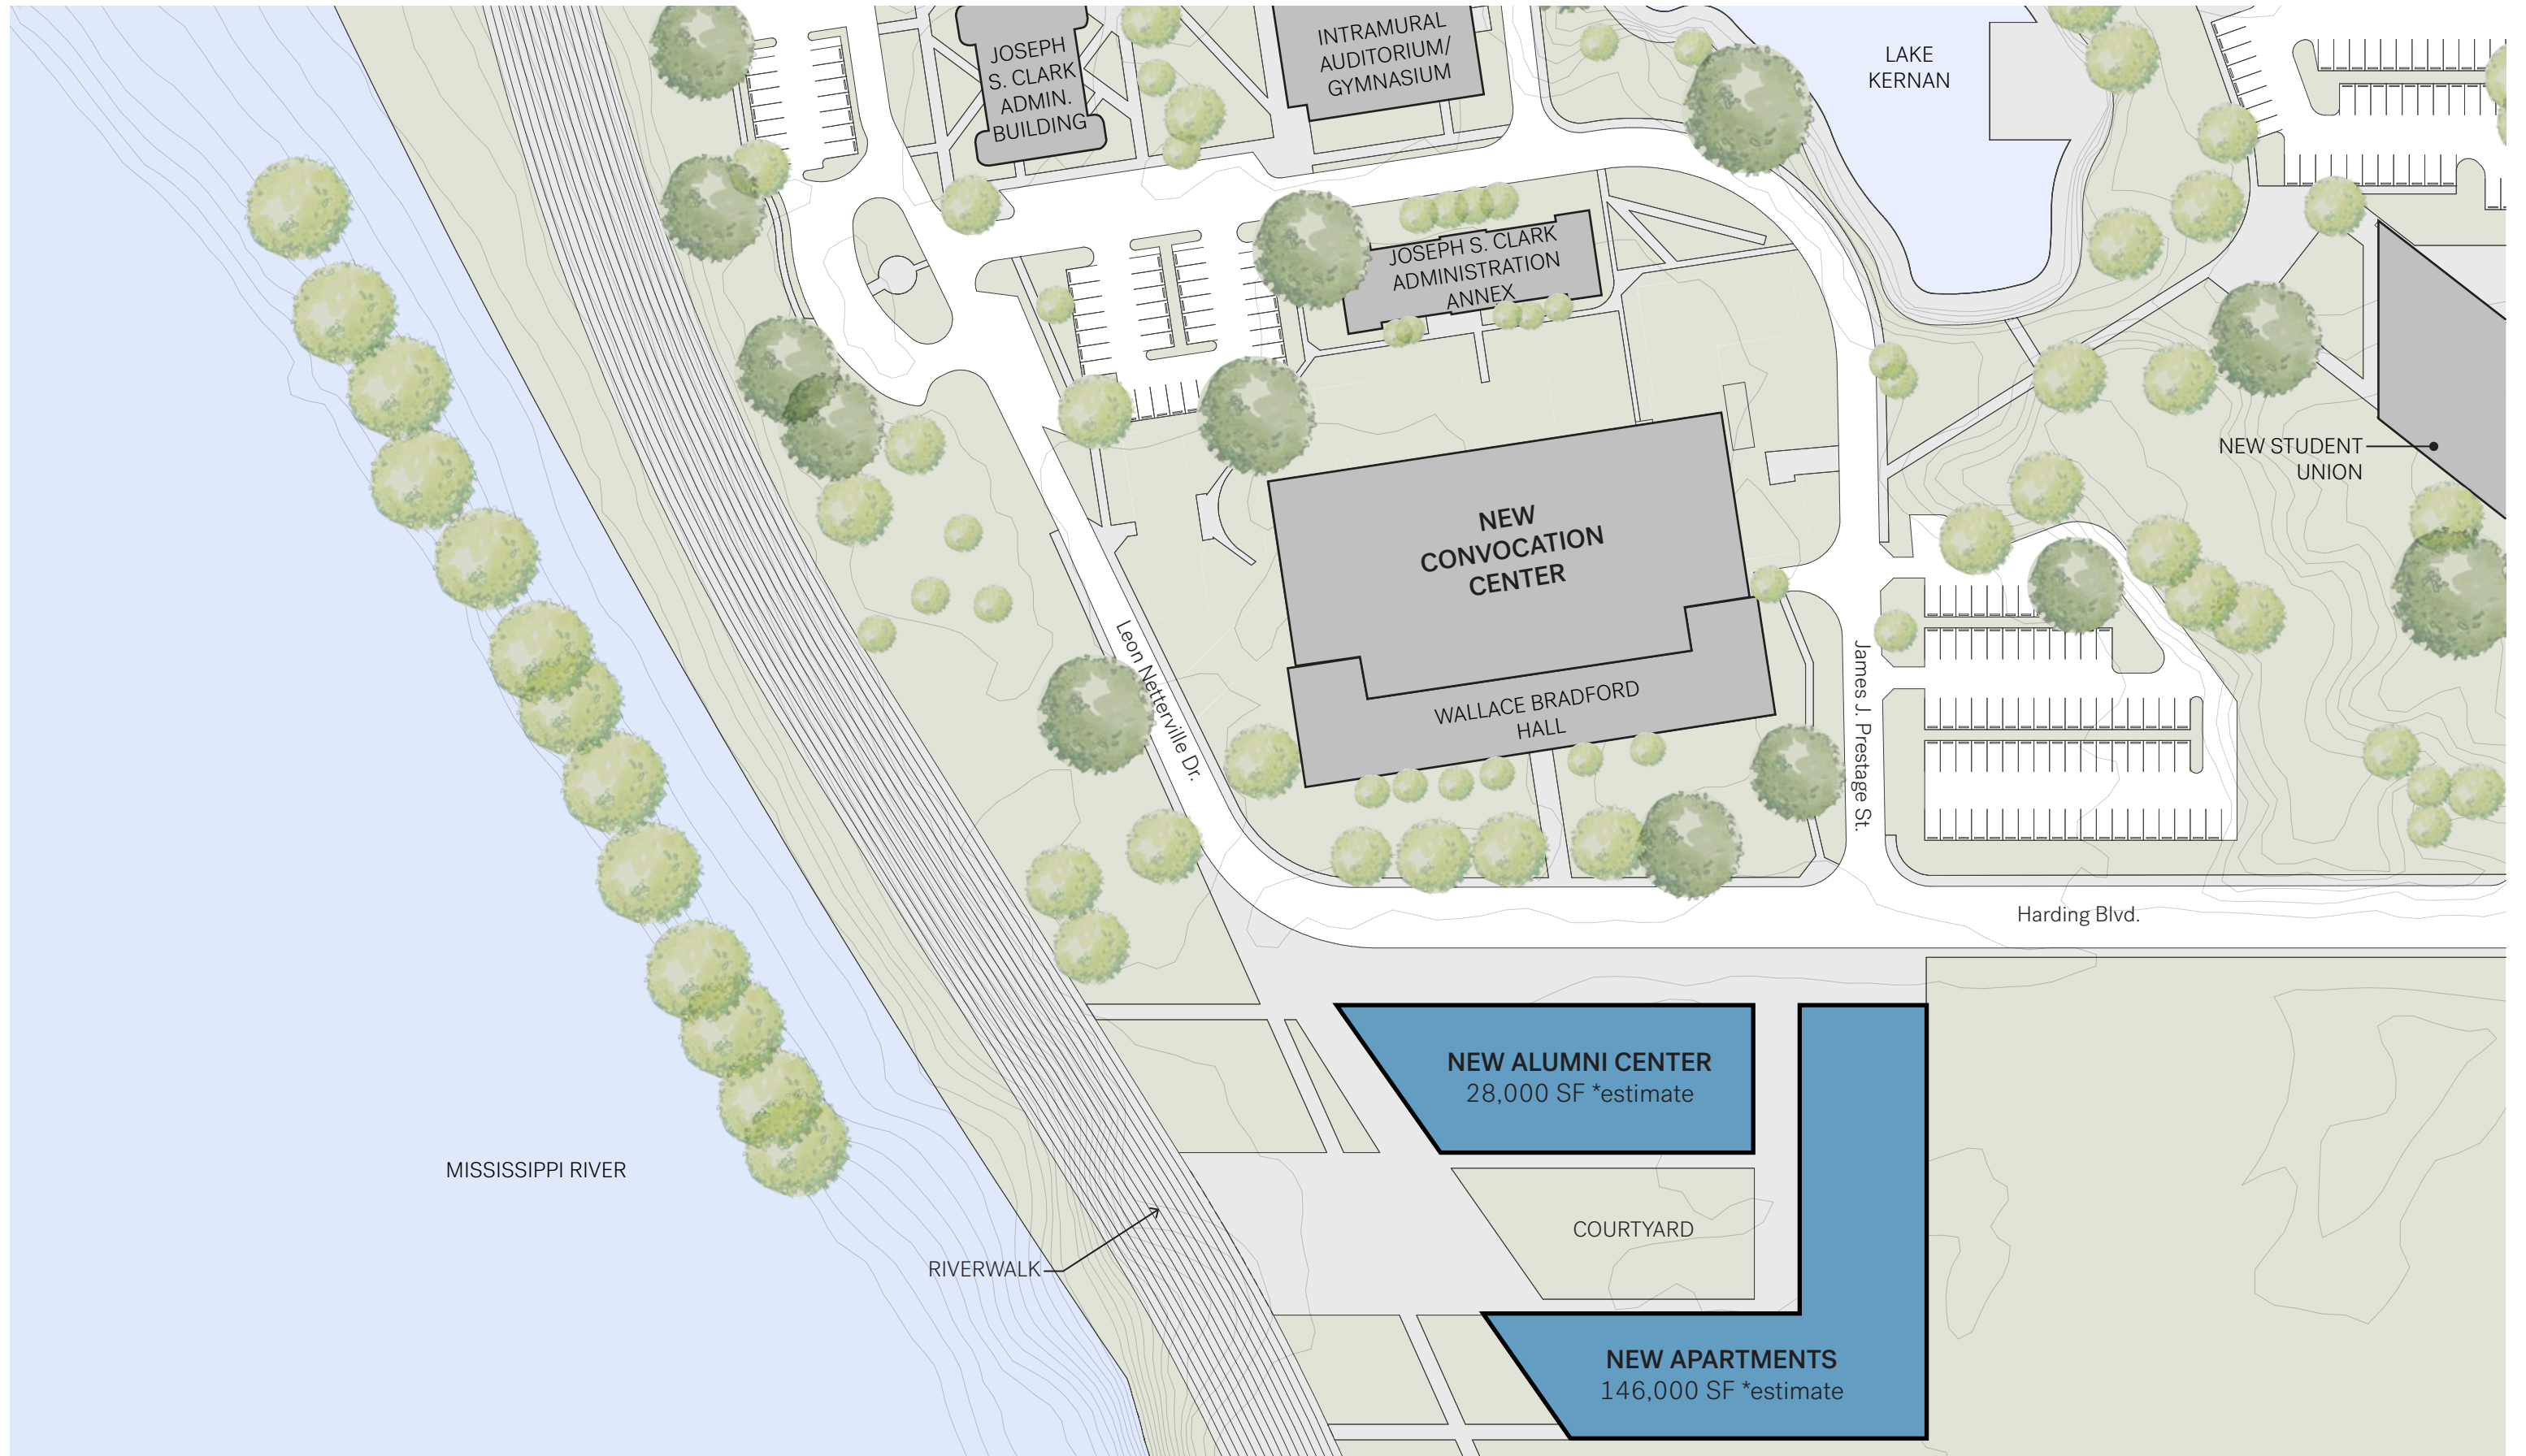 JOSEPH
S. CLARK
ADMIN.
BUILDING
INTRAMURAL
AUDITORIUM/
GYMNASIUM
LAKE
KERNAN
JOSEPH S. CLARK
ADMINISTRATION
ANNEX
NEW STUDENT
UNION
NEW
CONVOCATION
CENTER
WALLACE BRADFORD
HALL
Leon Netterville Dr.
James J. Prestage St.
Harding Blvd.
NEW ALUMNI CENTER
28,000 SF *estimate
MISSISSIPPI RIVER
COURTYARD
RIVERWALK
NEW APARTMENTS
146,000 SF *estimate